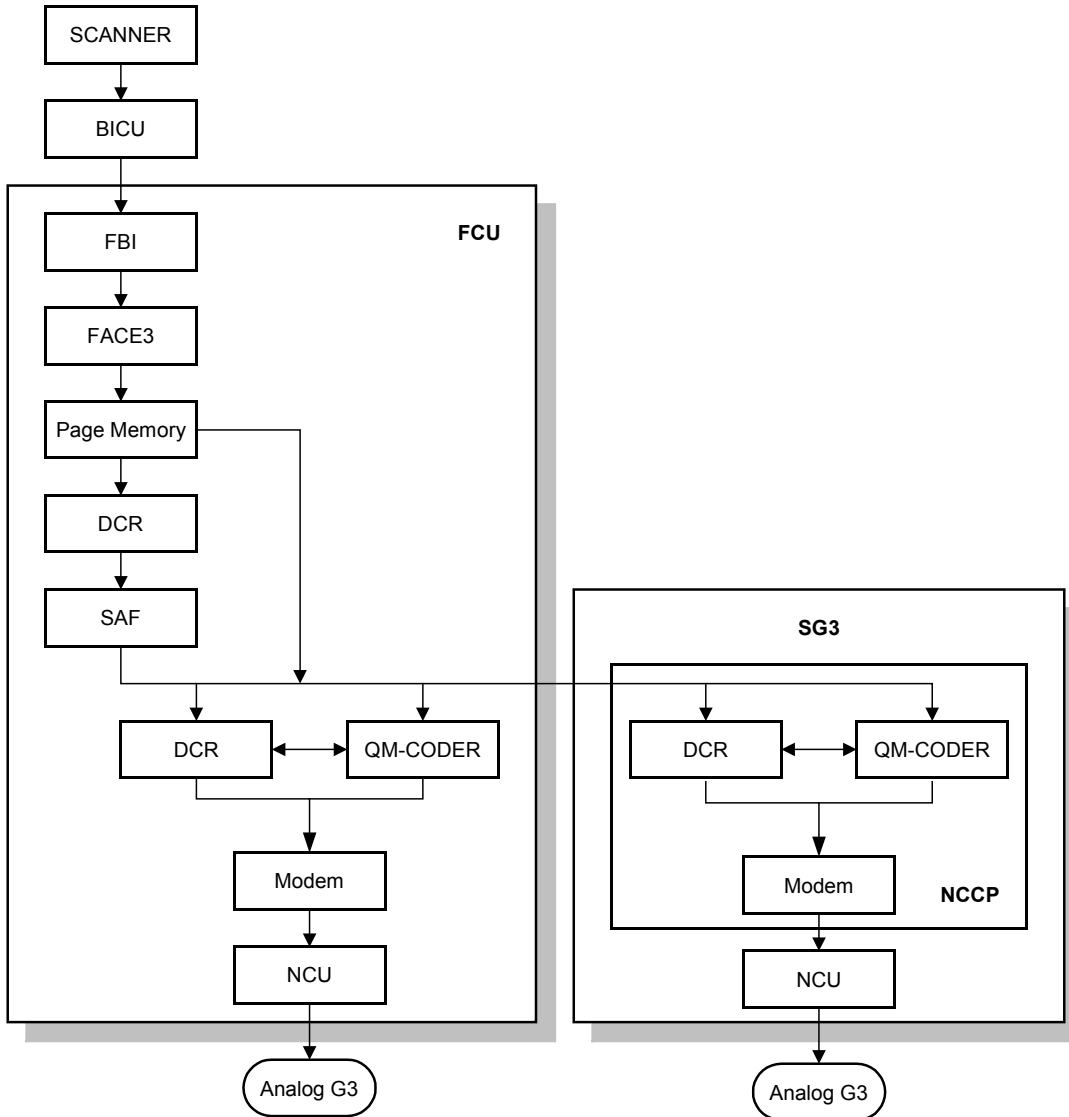 SCANNER
BICU
FBI
FCU
FACE3
Page Memory
DCR
SAF
SG3
DCR
QM-CODER
DCR
QM-CODER
Modem
Modem
NCCP
NCU
NCU
Analog G3
Analog G3